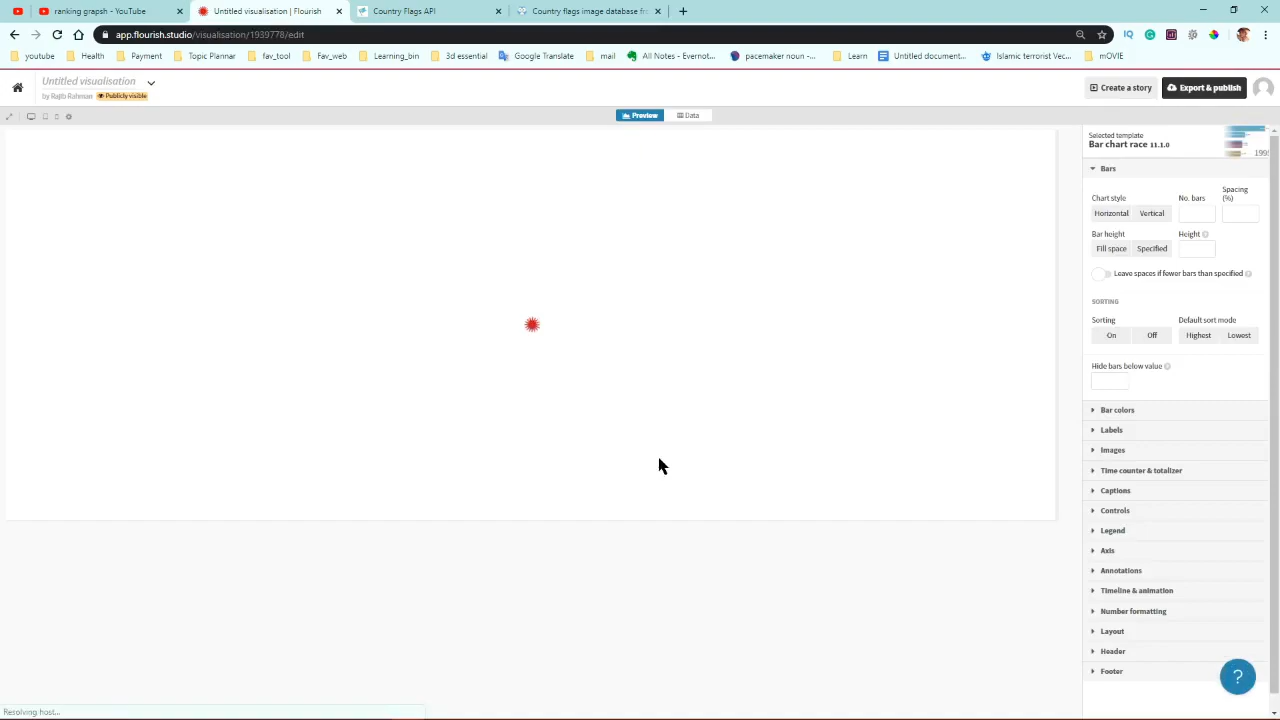 ranking grapsh - YouTube
Untitled visualisation | Flourish
Country Flags API
Country flags image database fro
app.flourish.studio/visualisation/1939778/edit
youtube
Health
Payment
Topic Plannar
fav_tool
Fav_web
Learning_bin
3d essential
Google Translate
mail
All Notes - Evernot...
pacemaker noun -...
Learn
Untitled document...
Islamic terrorist Vec...
mOVIE
Untitled visualisation
by Rajib Rahman
Publicly visible
Create a story
Export & publish
Preview
Data
Selected template
Bar chart race 11.1.0
199
Bars
Chart style
No. bars
Spacing (%)
Horizontal
Vertical
Bar height
Height
Fill space
Specified
Leave spaces if fewer bars than specified
SORTING
Sorting
Default sort mode
On
Off
Highest
Lowest
Hide bars below value
Bar colors
Labels
Images
Time counter & totalizer
Captions
Controls
Legend
Axis
Annotations
Timeline & animation
Number formatting
Layout
Header
Footer
?
Resolving host...